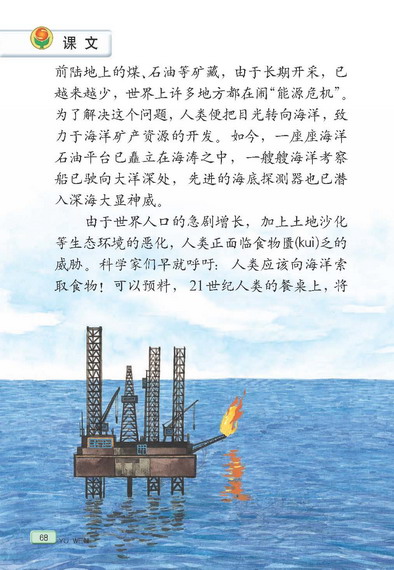 课文
前陆地上的煤、石油等矿藏，由于长期开采，已
越来越少，世界上许多地方都在闹“能源危机”。
为了解决这个问题，人类便把目光转向海洋，致
力于海洋矿产资源的开发。如今，一座座海洋
石油平台已矗立在海涛之中，一艘艘海洋考察
船已驶向大洋深处，先进的海底探测器也已潜
入深海大显神威。
由于世界人口的急剧增长，加上土地沙化
等生态环境的恶化，人类正面临食物匮(kuì)乏的
威胁。科学家们早就呼吁：人类应该向海洋索
取食物！可以预料，21世纪人类的餐桌上，将
68